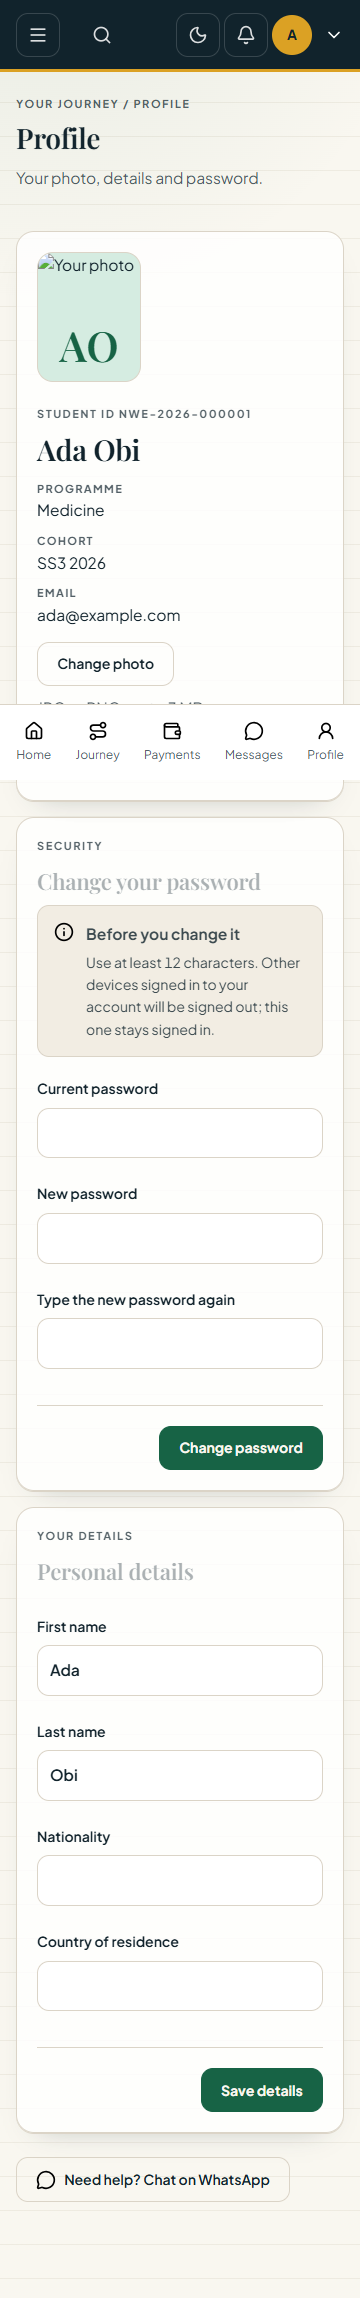 A
YOUR JOURNEY / PROFILE
Profile
Your photo, details and password.
Your photo
AO
STUDENT ID NWE-2026-000001
Ada Obi
PROGRAMME
Medicine
COHORT
SS3 2026
EMAIL
ada@example.com
Change photo
Home
Journey
Payments
Messages
Profile
SECURITY
Change your password
Before you change it
Use at least 12 characters. Other
devices signed in to your
account will be signed out; this
one stays signed in.
Current password
New password
Type the new password again
Change password
YOUR DETAILS
Personal details
First name
Ada
Last name
Obi
Nationality
Country of residence
Save details
Need help? Chat on WhatsApp